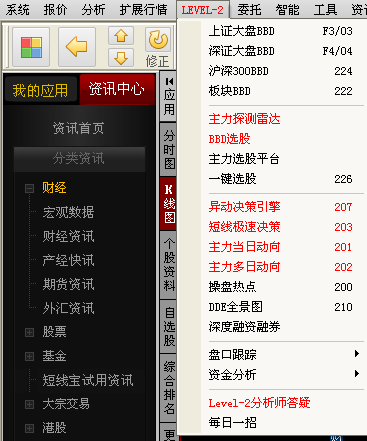 系统 报价 分析 扩展行情 LEVEL-2 委托 智能 工具
修正
我的应用 资讯中心
资讯首页
分类资讯
财经
宏观数据
财经资讯
产经快讯
期货资讯
外汇资讯
股票
基金
短线宝试用资讯
大宗交易
港股
应用
分时图
K线图
个股资料
自选股
综合排名
更
上证大盘BBD F3/03
深证大盘BBD F4/04
沪深300BBD 224
板块BBD 222
主力探测雷达
BBD选股
主力选股平台
一键选股 226
异动决策引擎 207
短线极速决策 203
主力当日动向 201
主力多日动向 202
操盘热点 200
DDE全景图 210
深度融资融券
盘口跟踪
资金分析
Level-2分析师答疑
每日一招